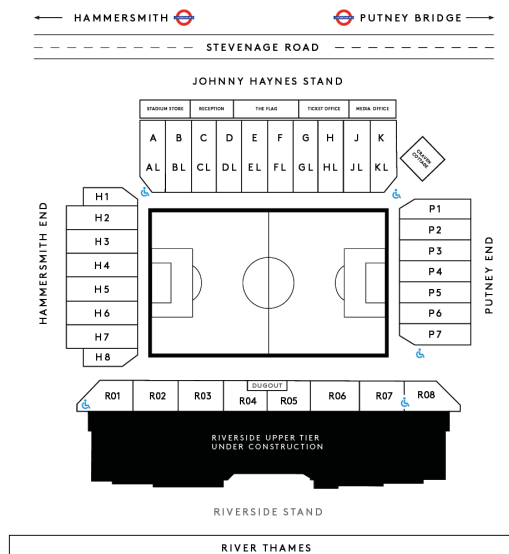 HAMMERSMITH
PUTNEY BRIDGE
STEVENAGE ROAD
JOHNNY HAYNES STAND
STADIUM STORE RECEPTION THE FLAG TICKET OFFICE MEDIA OFFICE
A B C D E F G H J K
AL BL CL DL EL FL GL HL JL KL
CRAVEN
COTTAGE
HAMMERSMITH END
H1
H2
H3
H4
H5
H6
H7
H8
P1
P2
P3
P4
P5
P6
P7
PUTNEY END
DUGOUT
R01 R02 R03 R04 R05 R06 R07 R08
RIVERSIDE UPPER TIER
UNDER CONSTRUCTION
RIVERSIDE STAND
RIVER THAMES